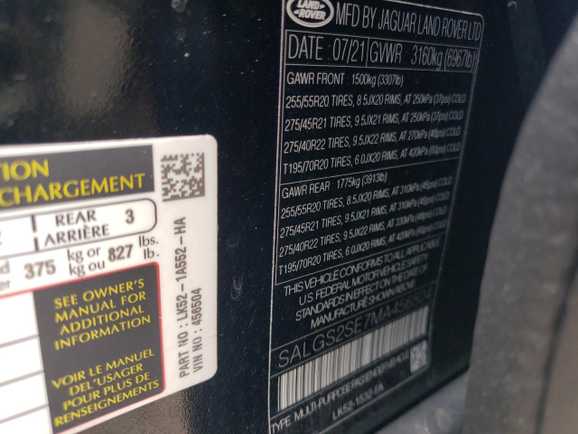 LAND
ROVER
MFD BY JAGUAR LAND ROVER LTD
DATE 07/21 GVWR 3160kg (6967lb)
GAWR FRONT 1500kg (3307lb)
255/55R20 TIRES, 8.5JX20 RIMS, AT 250kPa (37psi) COLD
275/45R21 TIRES, 9.5JX21 RIMS, AT 250kPa (37psi) COLD
275/40R22 TIRES, 9.5JX22 RIMS, AT 270kPa (40psi) COLD
T195/70R20 TIRES, 6.0JX20 RIMS, AT 420kPa (60psi) COLD
GAWR REAR 1775kg (3913lb)
255/55R20 TIRES, 8.5JX20 RIMS, AT 310kPa (45psi) COLD
275/45R21 TIRES, 9.5JX21 RIMS, AT 310kPa (45psi) COLD
275/40R22 TIRES, 9.5JX22 RIMS, AT 330kPa (48psi) COLD
T195/70R20 TIRES, 6.0JX20 RIMS, AT 420kPa (60psi) COLD
THIS VEHICLE CONFORMS TO ALL APPLICABLE
U.S. FEDERAL MOTOR VEHICLE SAFETY
STANDARDS IN EFFECT ON THE DATE OF
MANUFACTURE SHOWN ABOVE
TYPE: MULTI-PURPOSE PASSENGER VEHICLE
LK52-1532-FA
TION
CHARGEMENT
REAR 3
ARRIÈRE
375 kg or 827 lbs.
kg ou lb.
SEE OWNER'S
MANUAL FOR
ADDITIONAL
INFORMATION
VOIR LE MANUEL
DEL'USAGER
POUR PLUS DE
RENSEIGNEMENTS
PART NO : LK52-1A552-HA
VIN NO : 456504